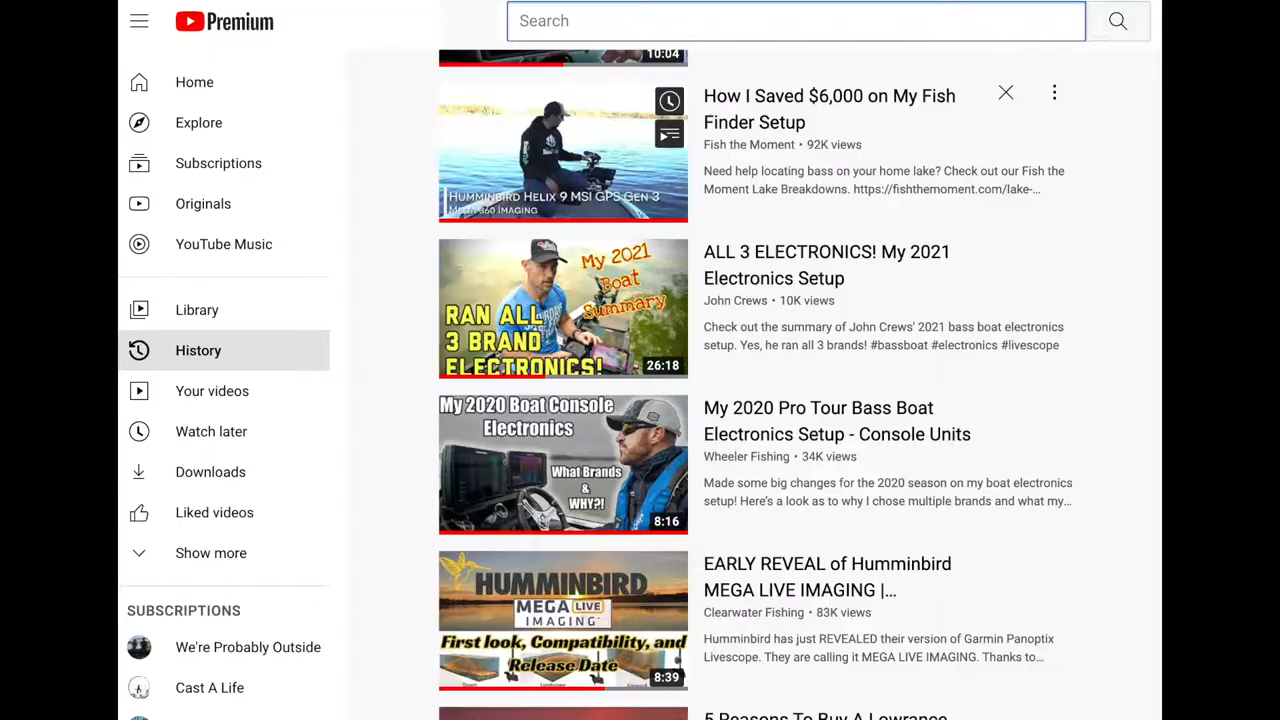 Premium
Search
Home
Explore
Subscriptions
Originals
YouTube Music
Library
History
Your videos
Watch later
Downloads
Liked videos
Show more
SUBSCRIPTIONS
We're Probably Outside
Cast A Life
10:04
HUMMINBIRD HELIX 9 MSI GPS GEN 3
MEGA 360 IMAGING
How I Saved $6,000 on My Fish
Finder Setup
Fish the Moment • 92K views
Need help locating bass on your home lake? Check out our Fish the
Moment Lake Breakdowns. https://fishthemoment.com/lake-...
My 2021
Boat
Summary
RAN ALL
3 BRAND
ELECTRONICS!
26:18
ALL 3 ELECTRONICS! My 2021
Electronics Setup
John Crews • 10K views
Check out the summary of John Crews' 2021 bass boat electronics
setup. Yes, he ran all 3 brands! #bassboat #electronics #livescope
My 2020 Boat Console
Electronics
What Brands
&
WHY?!
8:16
My 2020 Pro Tour Bass Boat
Electronics Setup - Console Units
Wheeler Fishing • 34K views
Made some big changes for the 2020 season on my boat electronics
setup! Here's a look as to why I chose multiple brands and what my...
HUMMINBIRD
MEGA LIVE
IMAGING
First look, Compatibility, and
Release Date
8:39
EARLY REVEAL of Humminbird
MEGA LIVE IMAGING |...
Clearwater Fishing • 83K views
Humminbird has just REVEALED their version of Garmin Panoptix
Livescope. They are calling it MEGA LIVE IMAGING. Thanks to...
5 Reasons To Buy A Lowrance